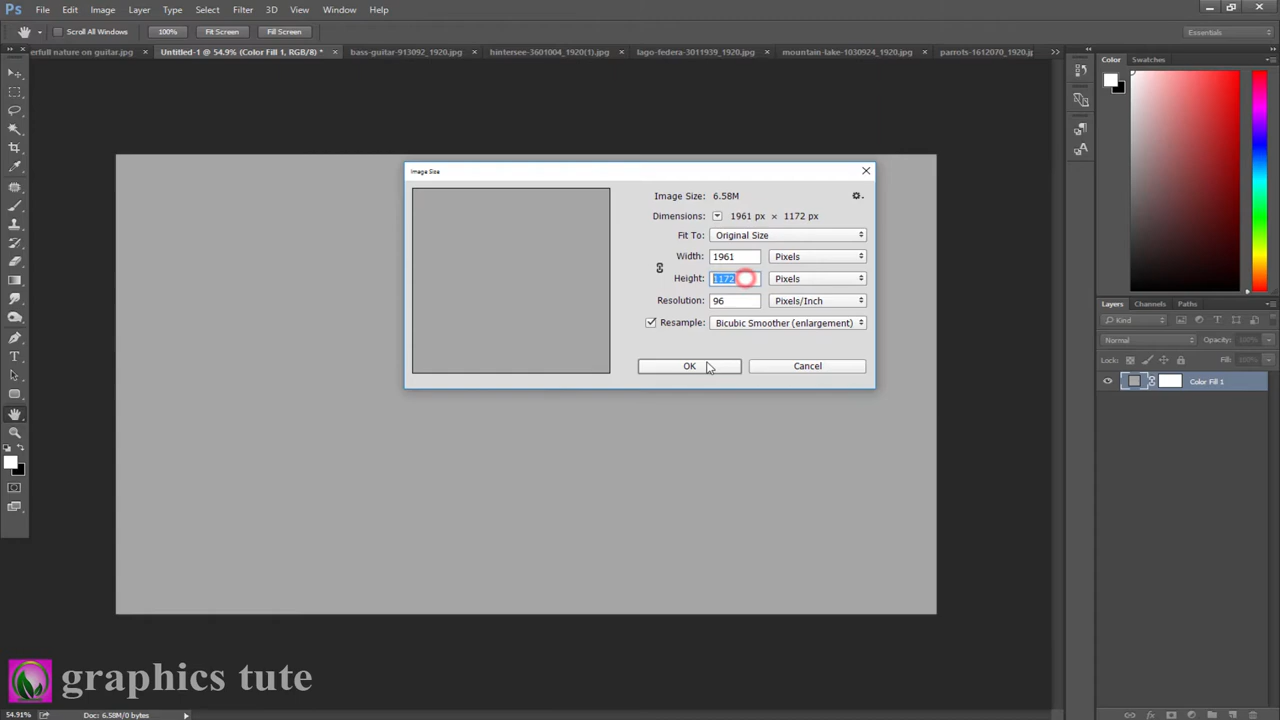 Ps File Edit Image Layer Type Select Filter 3D View Window Help
Scroll All Windows 100% Fit Screen Fill Screen Essentials
erfull nature on guitar.jpg × Untitled-1 @ 54.9% (Color Fill 1, RGB/8) * × bass-guitar-913092_1920.jpg × hintersee-3601004_1920(1).jpg × lago-federa-3011939_1920.jpg × mountain-lake-1030924_1920.jpg × parrots-1612070_1920.jp
Color Swatches
Image Size
Image Size: 6.58M
Dimensions: 1961 px × 1172 px
Fit To: Original Size
Width: 1961 Pixels
Height: 1172 Pixels
Resolution: 96 Pixels/Inch
Resample: Bicubic Smoother (enlargement)
OK Cancel
Layers Channels Paths
Kind
Normal Opacity: 100%
Lock: Fill: 100%
Color Fill 1
graphics tute
54.91% Doc: 6.58M/0 bytes